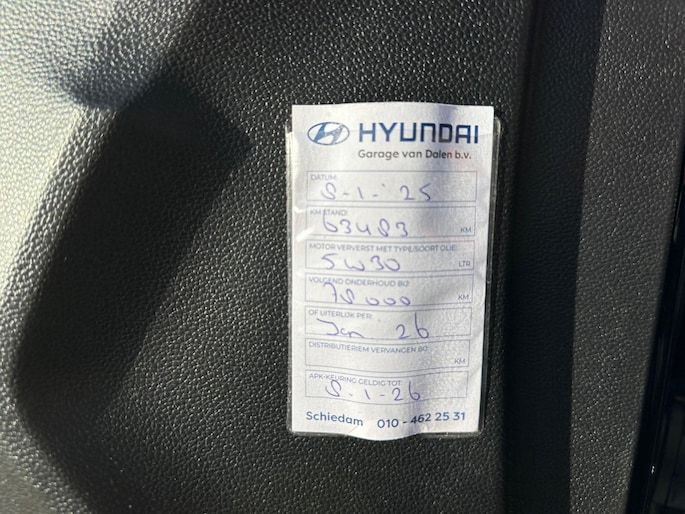 HYUNDAI
Garage van Dalen b.v.
DATUM:
8-1-'25
KM STAND:
63483 KM
MOTOR VERVERST MET TYPE/SOORT OLIE:
5W30 LTR
VOLGEND ONDERHOUD BIJ:
78000 KM
OF UITERLIJK PER:
Jan 26
DISTRIBUTIERIEM VERVANGEN BIJ:
KM
APK-KEURING GELDIG TOT:
8-1-26
Schiedam 010 - 462 25 31